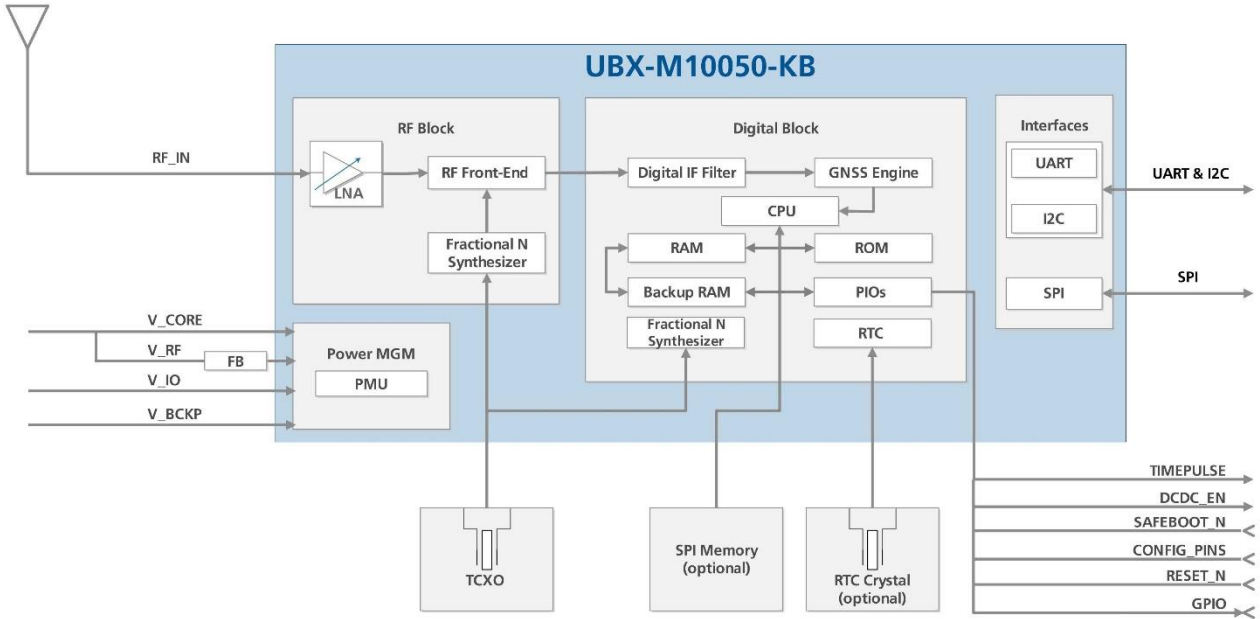 UBX-M10050-KB
RF Block
Digital Block
Interfaces
RF_IN
LNA
RF Front-End
Fractional N
Synthesizer
Digital IF Filter
GNSS Engine
CPU
RAM
ROM
Backup RAM
PIOs
Fractional N
Synthesizer
RTC
UART
I2C
SPI
UART & I2C
SPI
V_CORE
V_RF
FB
V_IO
V_BCKP
Power MGM
PMU
TCXO
SPI Memory
(optional)
RTC Crystal
(optional)
TIMEPULSE
DCDC_EN
SAFEBOOT_N
CONFIG_PINS
RESET_N
GPIO